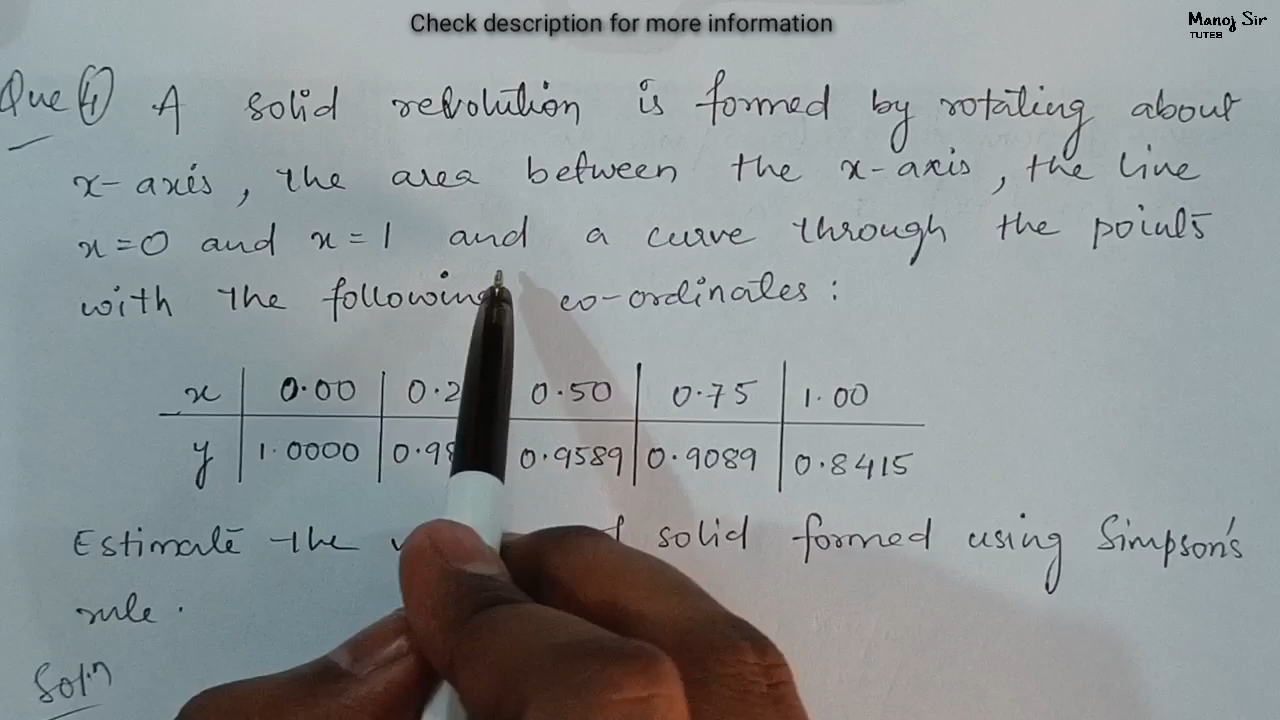 Check description for more information
Manoj Sir
TUTES
Que ④ A solid revolution is formed by rotating about
x-axis, the area between the x-axis, the line
x=0 and x=1 and a curve through the points
with the following co-ordinates:
x 0.00 0.2 0.50 0.75 1.00
y 1.0000 0.98 0.9589 0.9089 0.8415
Estimate the solid formed using Simpson's
rule.
Solⁿ